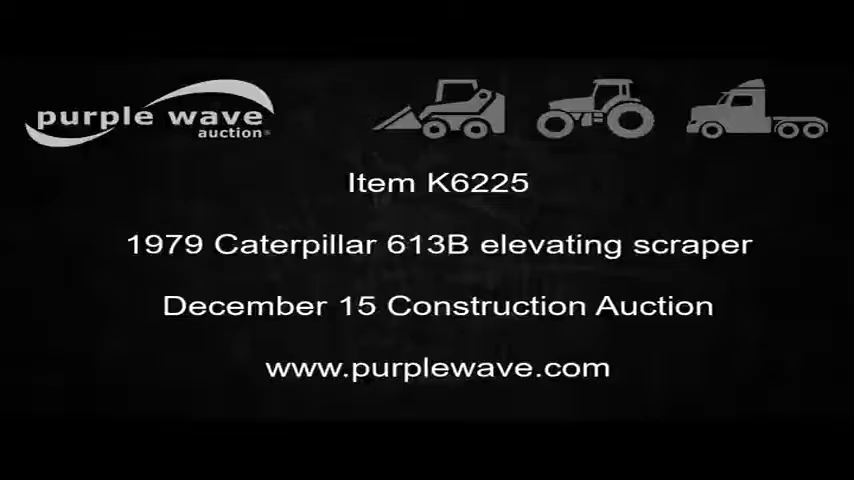 purple wave
auction®
Item K6225
1979 Caterpillar 613B elevating scraper
December 15 Construction Auction
www.purplewave.com